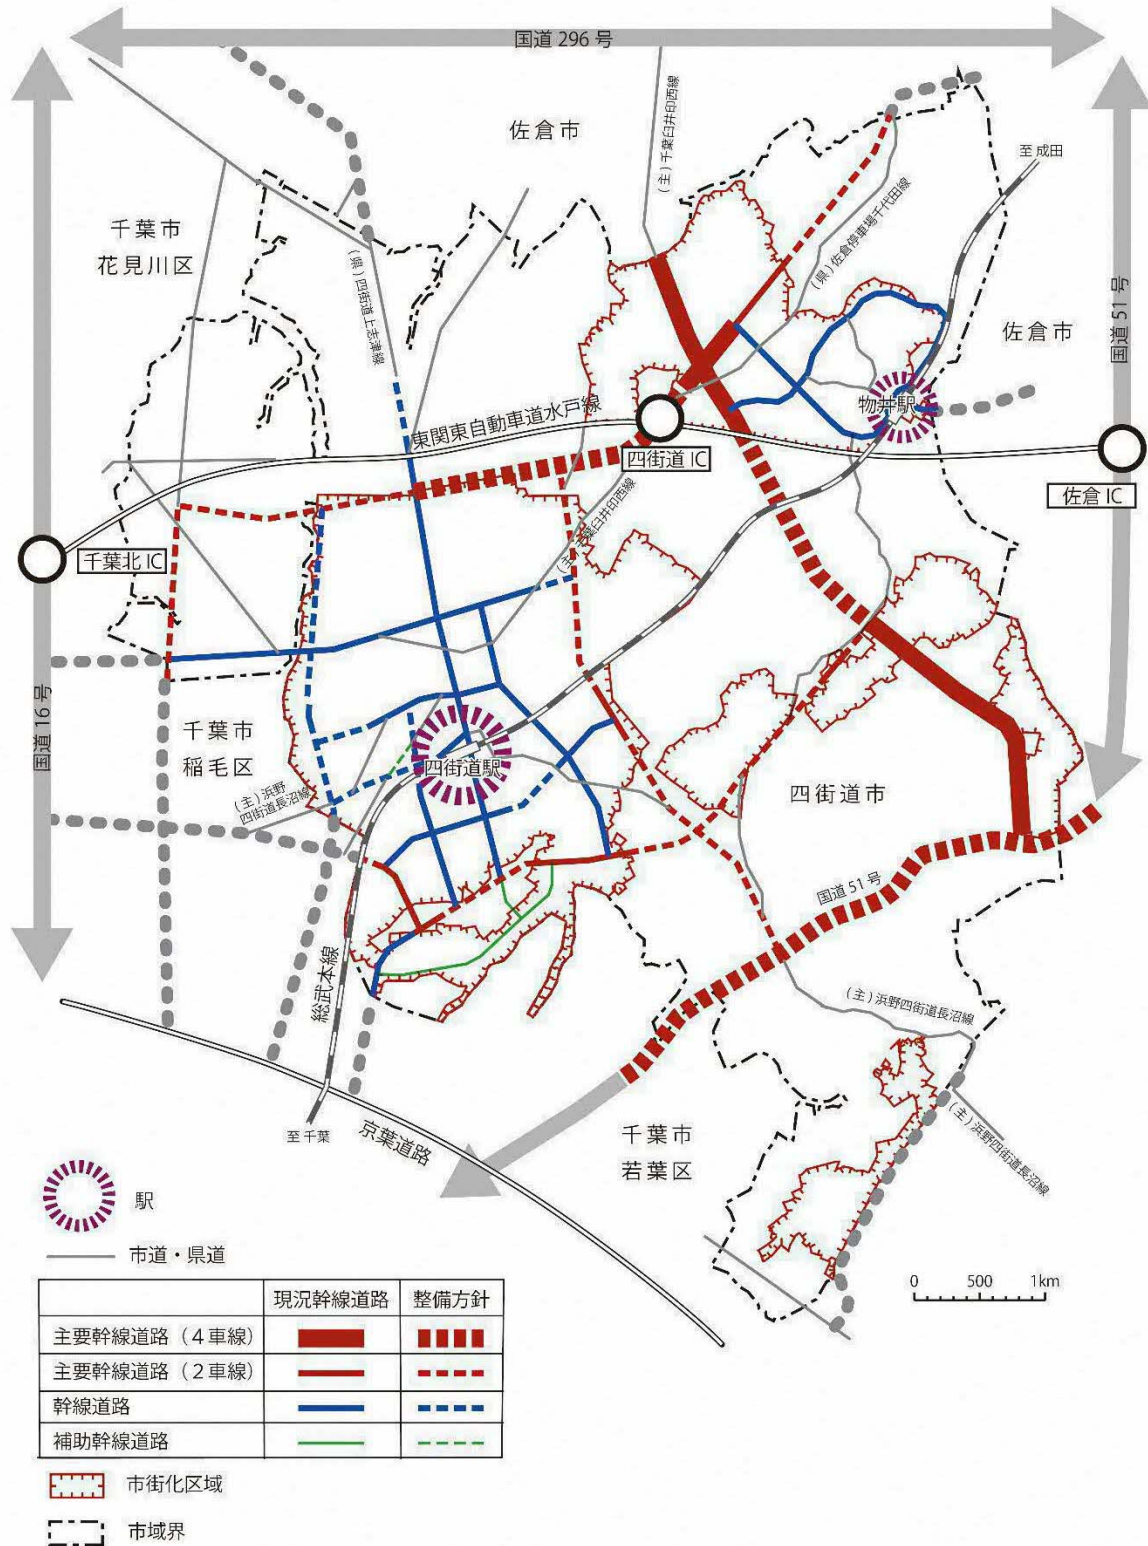 国道 296 号
佐倉市
(主)千葉臼井印西線
至 成田
千葉市
花見川区
(県)四街道上志津線
(県)佐倉停車場千代田線
佐倉市
国道 51 号
物井駅
東関東自動車道水戸線
四街道 IC
佐倉 IC
(主)千葉臼井印西線
千葉北 IC
国道 16 号
千葉市
稲毛区
四街道駅
(主)浜野
四街道長沼線
四街道市
国道 51 号
総武本線
(主)浜野四街道長沼線
(主)浜野四街道長沼線
至 千葉
京葉道路
千葉市
若葉区
駅
市道・県道
0 500 1km
現況幹線道路 整備方針
主要幹線道路(4車線)
主要幹線道路(2車線)
幹線道路
補助幹線道路
市街化区域
市域界